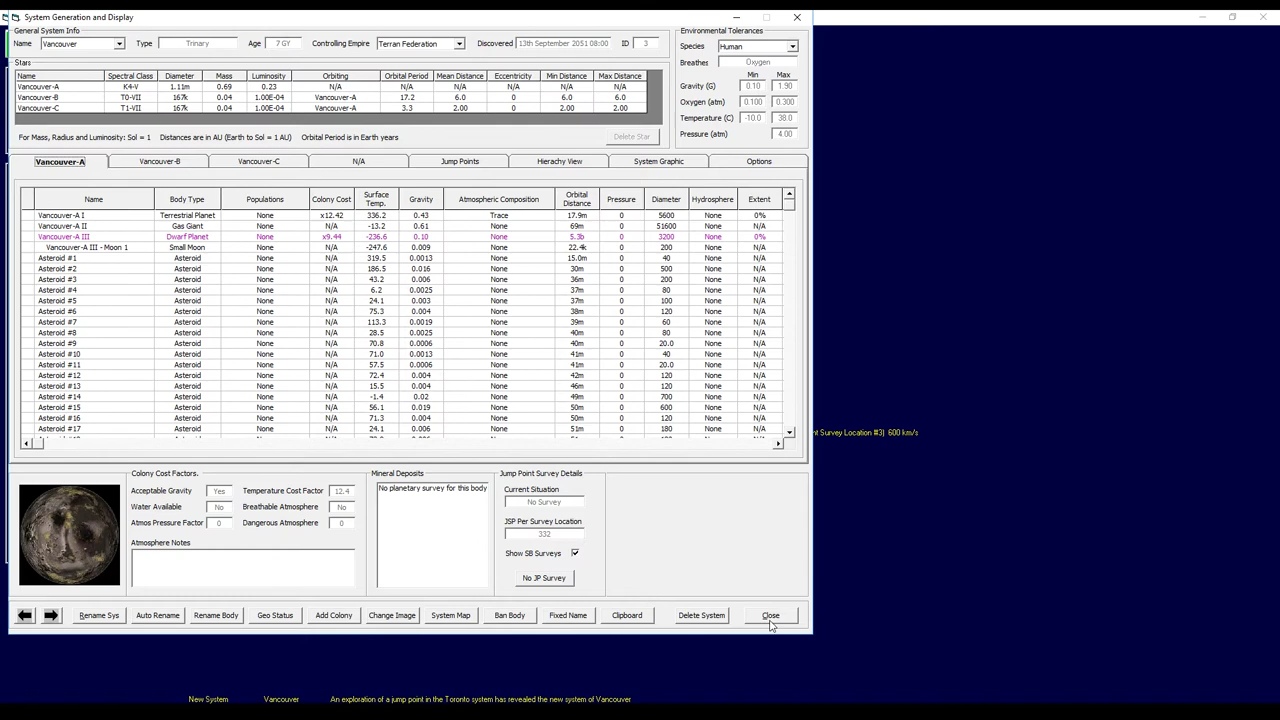 System Generation and Display
General System Info
Name Vancouver Type Trinary Age 7 GY Controlling Empire Terran Federation Discovered 13th September 2051 08:00 ID 3
Environmental Tolerances
Species Human
Breathes Oxygen
Min Max
Gravity (G) 0.10 1.90
Oxygen (atm) 0.100 0.300
Temperature (C) -10.0 38.0
Pressure (atm) 4.00
Stars
Name Spectral Class Diameter Mass Luminosity Orbiting Orbital Period Mean Distance Eccentricity Min Distance Max Distance
Vancouver-A K4-V 1.11m 0.69 0.23 N/A N/A N/A N/A N/A N/A
Vancouver-B T0-VII 167k 0.04 1.00E-04 Vancouver-A 17.2 6.0 0 6.0 6.0
Vancouver-C T1-VII 167k 0.04 1.00E-04 Vancouver-A 3.3 2.00 0 2.00 2.00
For Mass, Radius and Luminosity: Sol = 1 Distances are in AU (Earth to Sol = 1 AU) Orbital Period is in Earth years Delete Star
Vancouver-A Vancouver-B Vancouver-C N/A Jump Points Hierachy View System Graphic Options
Name Body Type Populations Colony Cost Surface Temp. Gravity Atmospheric Composition Orbital Distance Pressure Diameter Hydrosphere Extent
Vancouver-A I Terrestrial Planet None x12.42 336.2 0.43 Trace 17.9m 0 5600 None 0%
Vancouver-A II Gas Giant None N/A -13.2 0.61 None 69m 0 51600 None N/A
Vancouver-A III Dwarf Planet None x9.44 -236.6 0.10 None 5.3b 0 3200 None 0%
Vancouver-A III - Moon 1 Small Moon None N/A -247.6 0.009 None 22.4k 0 200 None N/A
Asteroid #1 Asteroid None N/A 319.5 0.0013 None 15.0m 0 40 None N/A
Asteroid #2 Asteroid None N/A 186.5 0.016 None 30m 0 500 None N/A
Asteroid #3 Asteroid None N/A 43.2 0.006 None 36m 0 200 None N/A
Asteroid #4 Asteroid None N/A 6.2 0.0025 None 37m 0 80 None N/A
Asteroid #5 Asteroid None N/A 24.1 0.003 None 37m 0 100 None N/A
Asteroid #6 Asteroid None N/A 75.3 0.004 None 38m 0 120 None N/A
Asteroid #7 Asteroid None N/A 113.3 0.0019 None 39m 0 60 None N/A
Asteroid #8 Asteroid None N/A 28.5 0.0025 None 40m 0 80 None N/A
Asteroid #9 Asteroid None N/A 70.8 0.0006 None 40m 0 20.0 None N/A
Asteroid #10 Asteroid None N/A 71.0 0.0013 None 41m 0 40 None N/A
Asteroid #11 Asteroid None N/A 57.5 0.0006 None 41m 0 20.0 None N/A
Asteroid #12 Asteroid None N/A 72.4 0.004 None 42m 0 120 None N/A
Asteroid #13 Asteroid None N/A 15.5 0.004 None 46m 0 120 None N/A
Asteroid #14 Asteroid None N/A -1.4 0.02 None 49m 0 700 None N/A
Asteroid #15 Asteroid None N/A 56.1 0.019 None 50m 0 600 None N/A
Asteroid #16 Asteroid None N/A 71.3 0.004 None 50m 0 120 None N/A
Asteroid #17 Asteroid None N/A 24.1 0.006 None 51m 0 180 None N/A
nt Survey Location #3) 600 km/s
Colony Cost Factors.
Acceptable Gravity Yes Temperature Cost Factor 12.4
Water Available No Breathable Atmosphere No
Atmos Pressure Factor 0 Dangerous Atmosphere 0
Atmosphere Notes
Mineral Deposits
No planetary survey for this body
Jump Point Survey Details
Current Situation
No Survey
JSP Per Survey Location
332
Show SB Surveys
No JP Survey
Rename Sys Auto Rename Rename Body Geo Status Add Colony Change Image System Map Ban Body Fixed Name Clipboard Delete System Close
New System Vancouver An exploration of a jump point in the Toronto system has revealed the new system of Vancouver